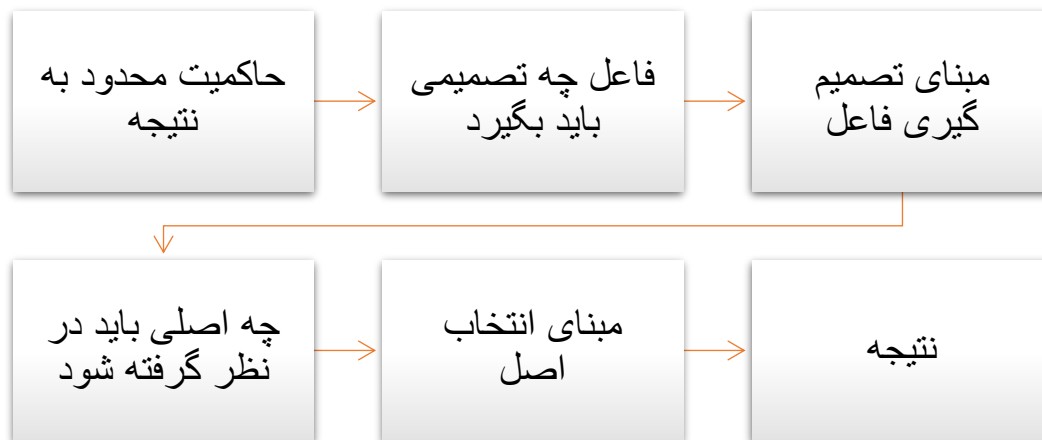 حاکمیت محدود به
نتیجه
فاعل چه تصمیمی
باید بگیرد
مبنای تصمیم
گیری فاعل
چه اصلی باید در
نظر گرفته شود
مبنای انتخاب
اصل
نتیجه